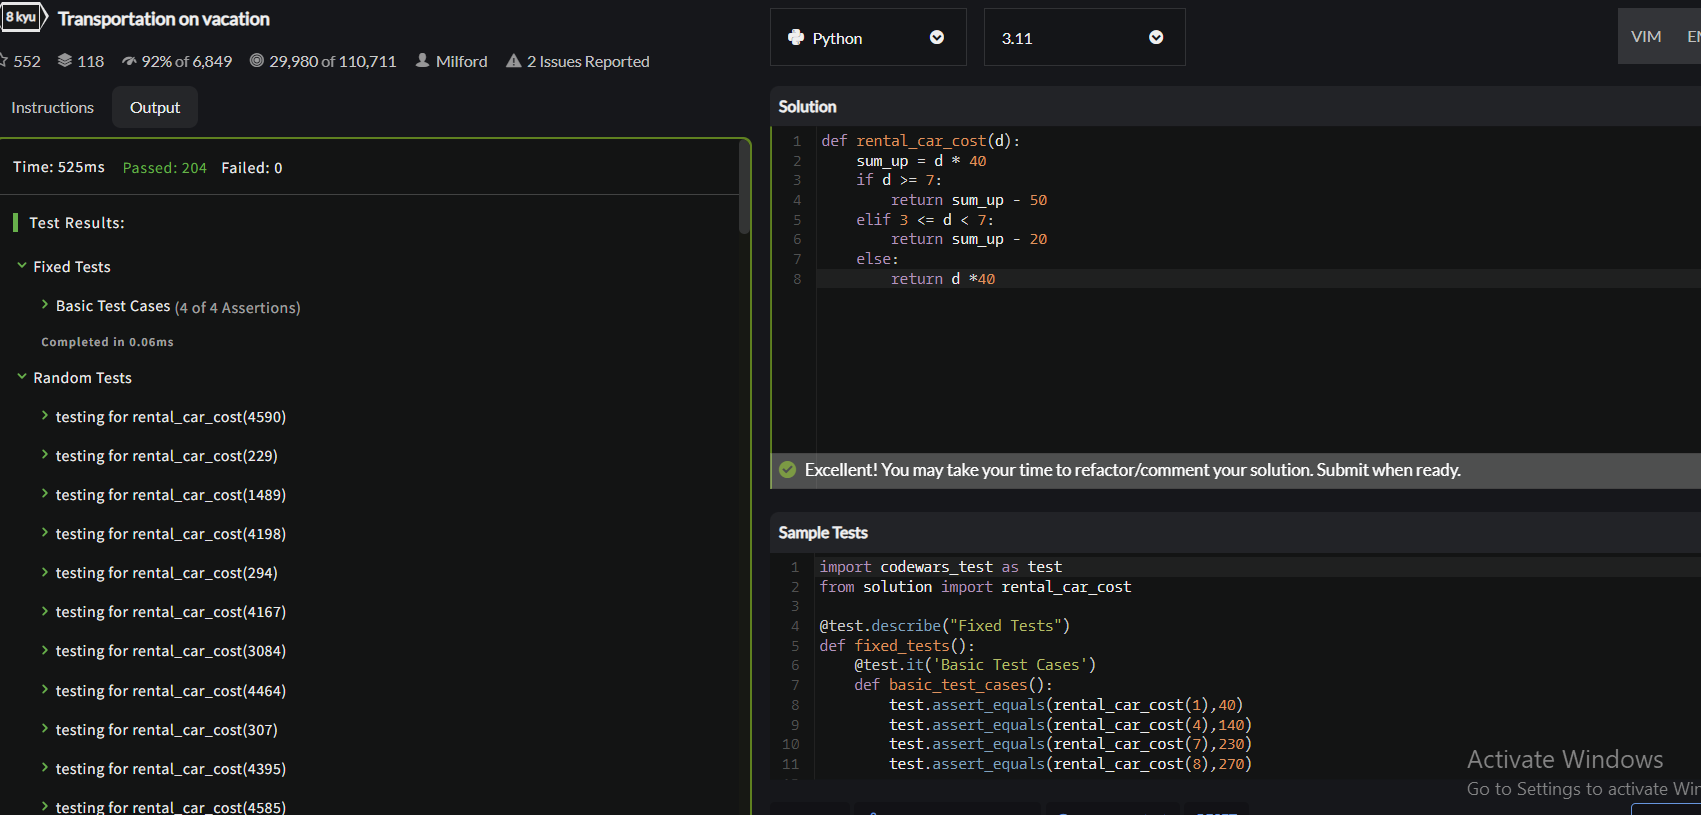 8 kyu Transportation on vacation
552 118 92% of 6,849 29,980 of 110,711 Milford 2 Issues Reported
Instructions Output
Time: 525ms Passed: 204 Failed: 0
Test Results:
Fixed Tests
Basic Test Cases (4 of 4 Assertions)
Completed in 0.06ms
Random Tests
testing for rental_car_cost(4590)
testing for rental_car_cost(229)
testing for rental_car_cost(1489)
testing for rental_car_cost(4198)
testing for rental_car_cost(294)
testing for rental_car_cost(4167)
testing for rental_car_cost(3084)
testing for rental_car_cost(4464)
testing for rental_car_cost(307)
testing for rental_car_cost(4395)
testing for rental_car_cost(4585)
Python 3.11 VIM
Solution
1 def rental_car_cost(d):
2 sum_up = d * 40
3 if d >= 7:
4 return sum_up - 50
5 elif 3 <= d < 7:
6 return sum_up - 20
7 else:
8 return d *40
Excellent! You may take your time to refactor/comment your solution. Submit when ready.
Sample Tests
1 import codewars_test as test
2 from solution import rental_car_cost
3
4 @test.describe("Fixed Tests")
5 def fixed_tests():
6 @test.it('Basic Test Cases')
7 def basic_test_cases():
8 test.assert_equals(rental_car_cost(1),40)
9 test.assert_equals(rental_car_cost(4),140)
10 test.assert_equals(rental_car_cost(7),230)
11 test.assert_equals(rental_car_cost(8),270)
Activate Windows
Go to Settings to activate